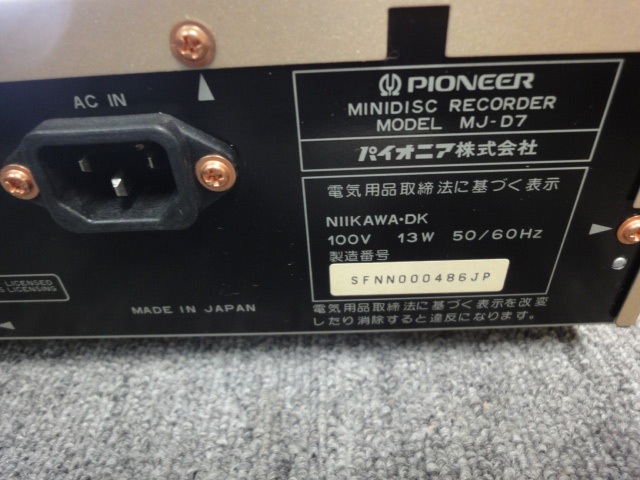 AC IN
PIONEER
MINIDISC RECORDER
MODEL MJ-D7
パイオニア株式会社
電気用品取締法に基づく表示
NIIKAWA・DK
100V 13W 50/60Hz
製造番号
SFNN000486JP
電気用品取締法に基づく表示を改変
したり消除すると違反になります。
LICENSED
LICENSING
MADE IN JAPAN